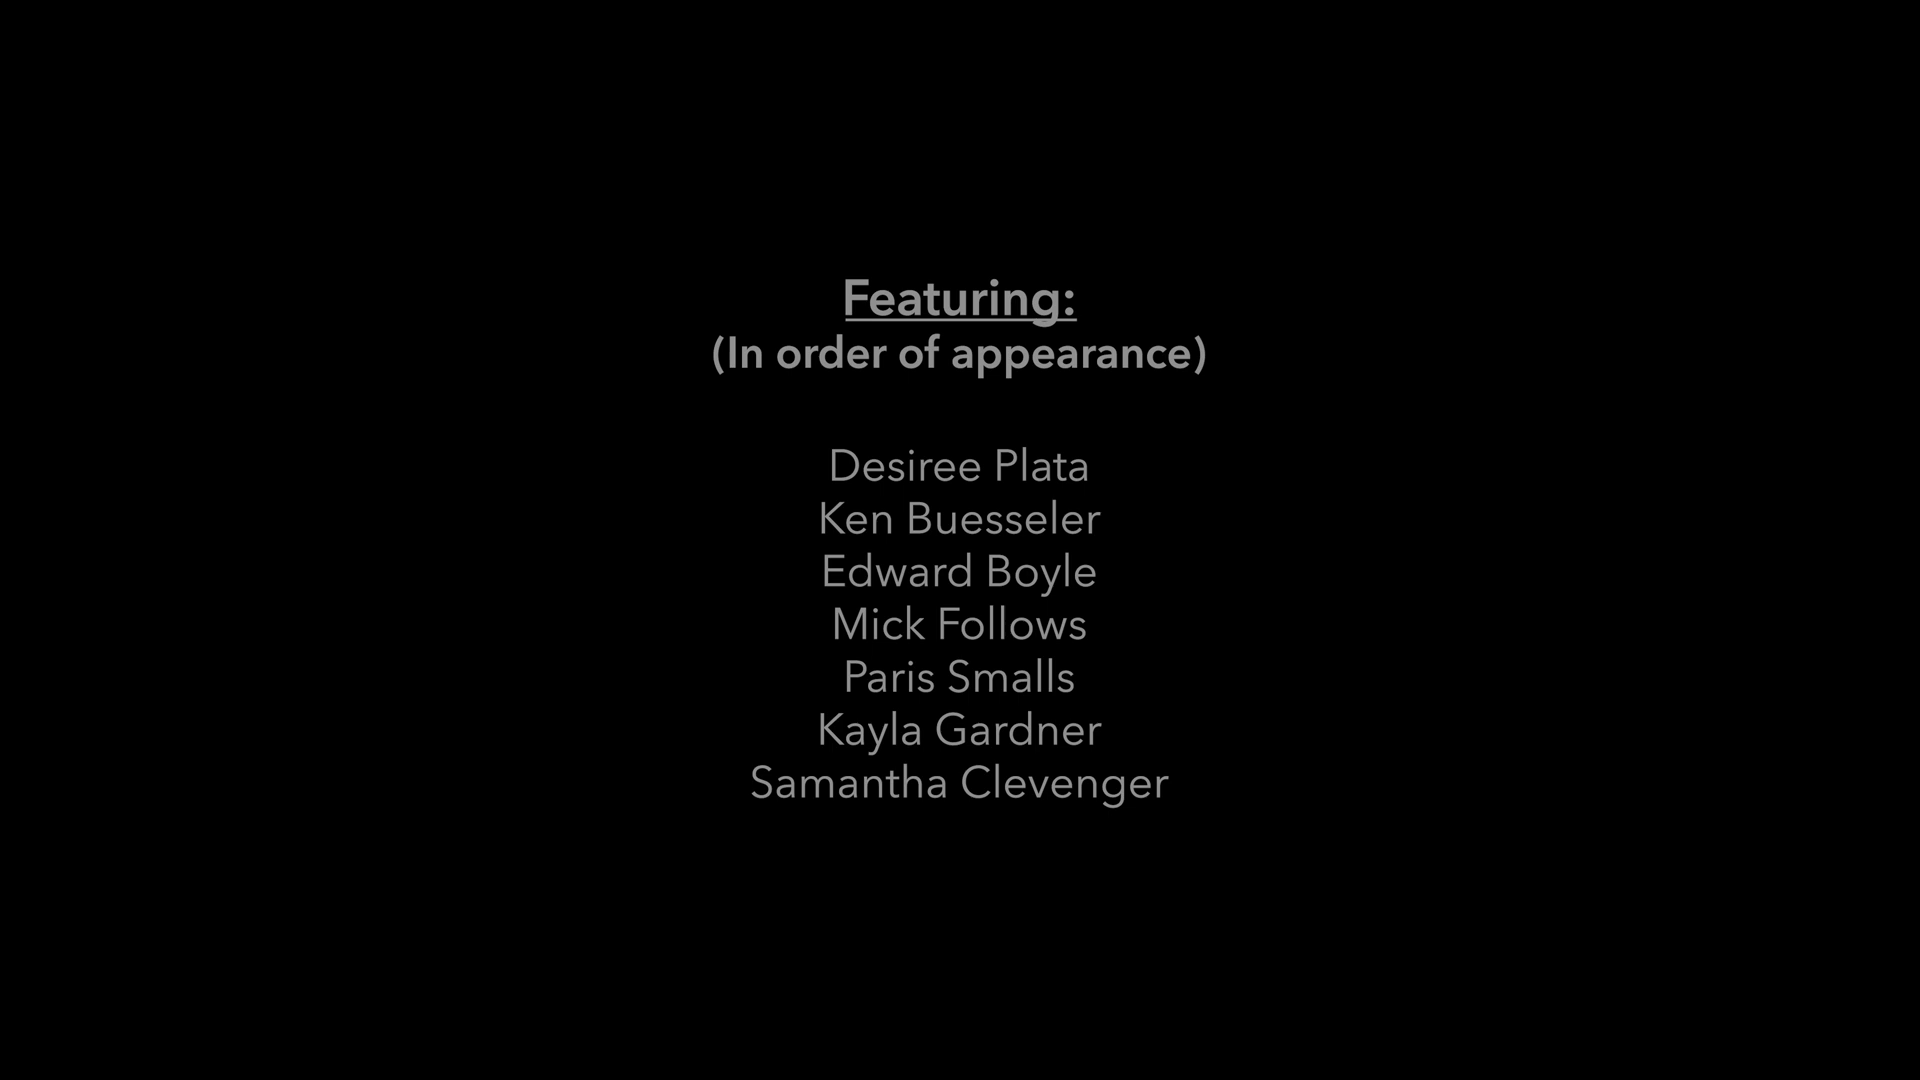 Featuring:
(In order of appearance)
Desiree Plata
Ken Buesseler
Edward Boyle
Mick Follows
Paris Smalls
Kayla Gardner
Samantha Clevenger